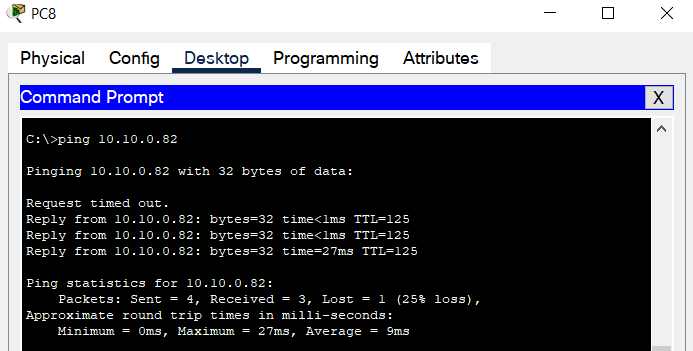 PC8
Physical Config Desktop Programming Attributes
Command Prompt X
C:\>ping 10.10.0.82
Pinging 10.10.0.82 with 32 bytes of data:
Request timed out.
Reply from 10.10.0.82: bytes=32 time<1ms TTL=125
Reply from 10.10.0.82: bytes=32 time<1ms TTL=125
Reply from 10.10.0.82: bytes=32 time=27ms TTL=125
Ping statistics for 10.10.0.82:
    Packets: Sent = 4, Received = 3, Lost = 1 (25% loss),
Approximate round trip times in milli-seconds:
    Minimum = 0ms, Maximum = 27ms, Average = 9ms